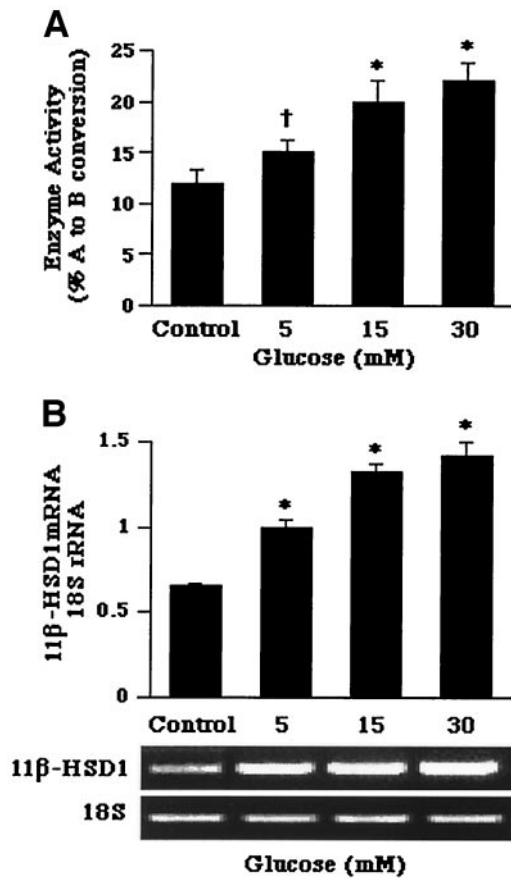 A
Enzyme Activity
(% A to B conversion)
25
20
15
10
5
0
†
*
*
Control 5 15 30
Glucose (mM)
B
11β-HSD1mRNA
18S rRNA
1.5
1
0.5
0
*
*
*
Control 5 15 30
11β-HSD1
18S
Glucose (mM)